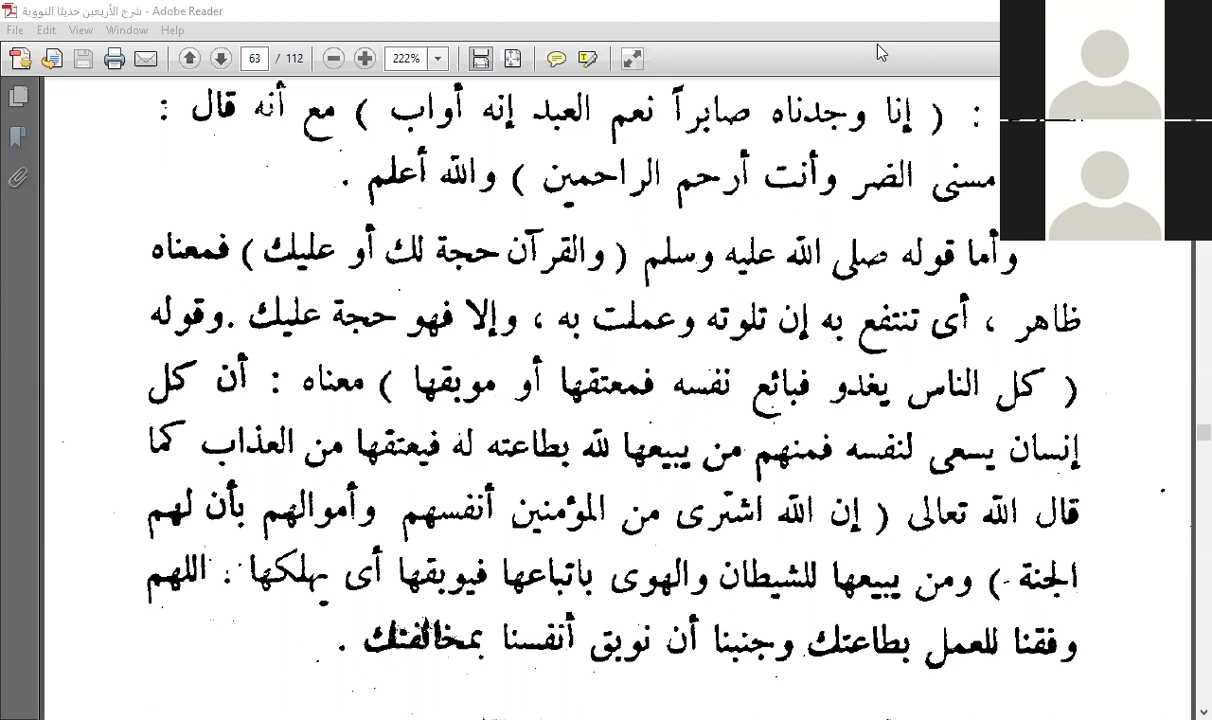 شرح الأربعين حديثا النووية - Adobe Reader
File Edit View Window Help
63 / 112 222%
: ( إنا وجدناه صابراً نعم العبد إنه أواب ) مع أنه قال :
مسنى الضر وأنت أرحم الراحمين ) والله أعلم .
وأما قوله صلى الله عليه وسلم ( والقرآن حجة لك أو عليك ) فمعناه
ظاهر ، أى تنتفع به إن تلوته وعملت به ، وإلا فهو حجة عليك . وقوله
( كل الناس يغدو فبائع نفسه فمعتقها أو موبقها ) معناه : أن كل
إنسان يسعى لنفسه فمنهم من يبيعها لله بطاعته له فيعتقها من العذاب كما
قال الله تعالى ( إن الله اشترى من المؤمنين أنفسهم وأموالهم بأن لهم
الجنة ) ومن يبيعها للشيطان والهوى باتباعها فيوبقها أى يهلكها . اللهم
وفقنا للعمل بطاعتك وجنبنا أن نوبق أنفسنا بمخالفتك .